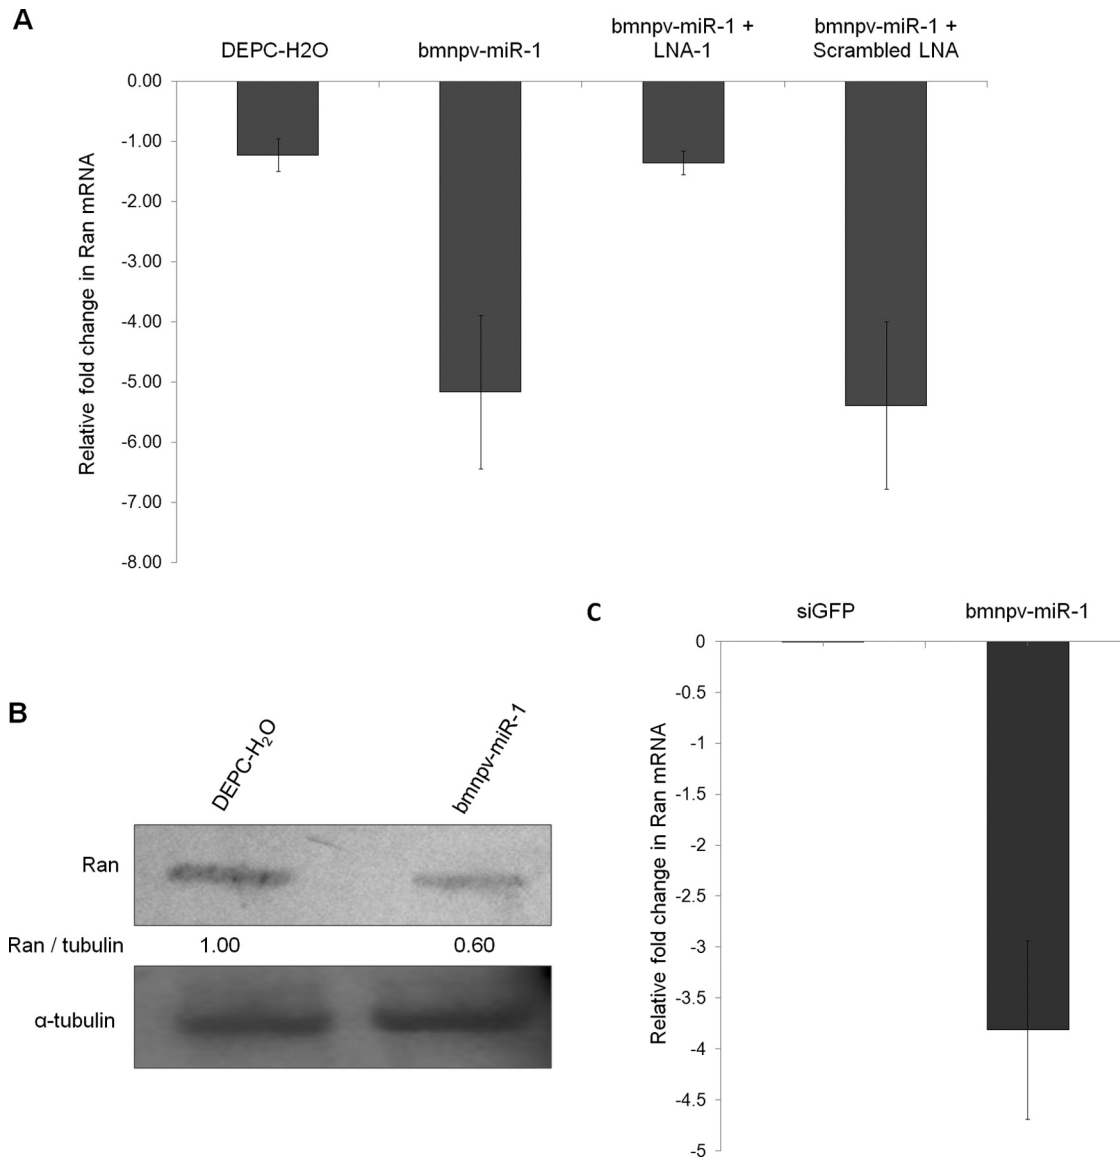 A
DEPC-H2O
bmnpv-miR-1
bmnpv-miR-1 +
LNA-1
bmnpv-miR-1 +
Scrambled LNA
Relative fold change in Ran mRNA
0.00
-1.00
-2.00
-3.00
-4.00
-5.00
-6.00
-7.00
-8.00
B
DEPC-H₂O
bmnpv-miR-1
Ran
Ran / tubulin
1.00
0.60
α-tubulin
C
siGFP
bmnpv-miR-1
Relative fold change in Ran mRNA
0
-0.5
-1
-1.5
-2
-2.5
-3
-3.5
-4
-4.5
-5